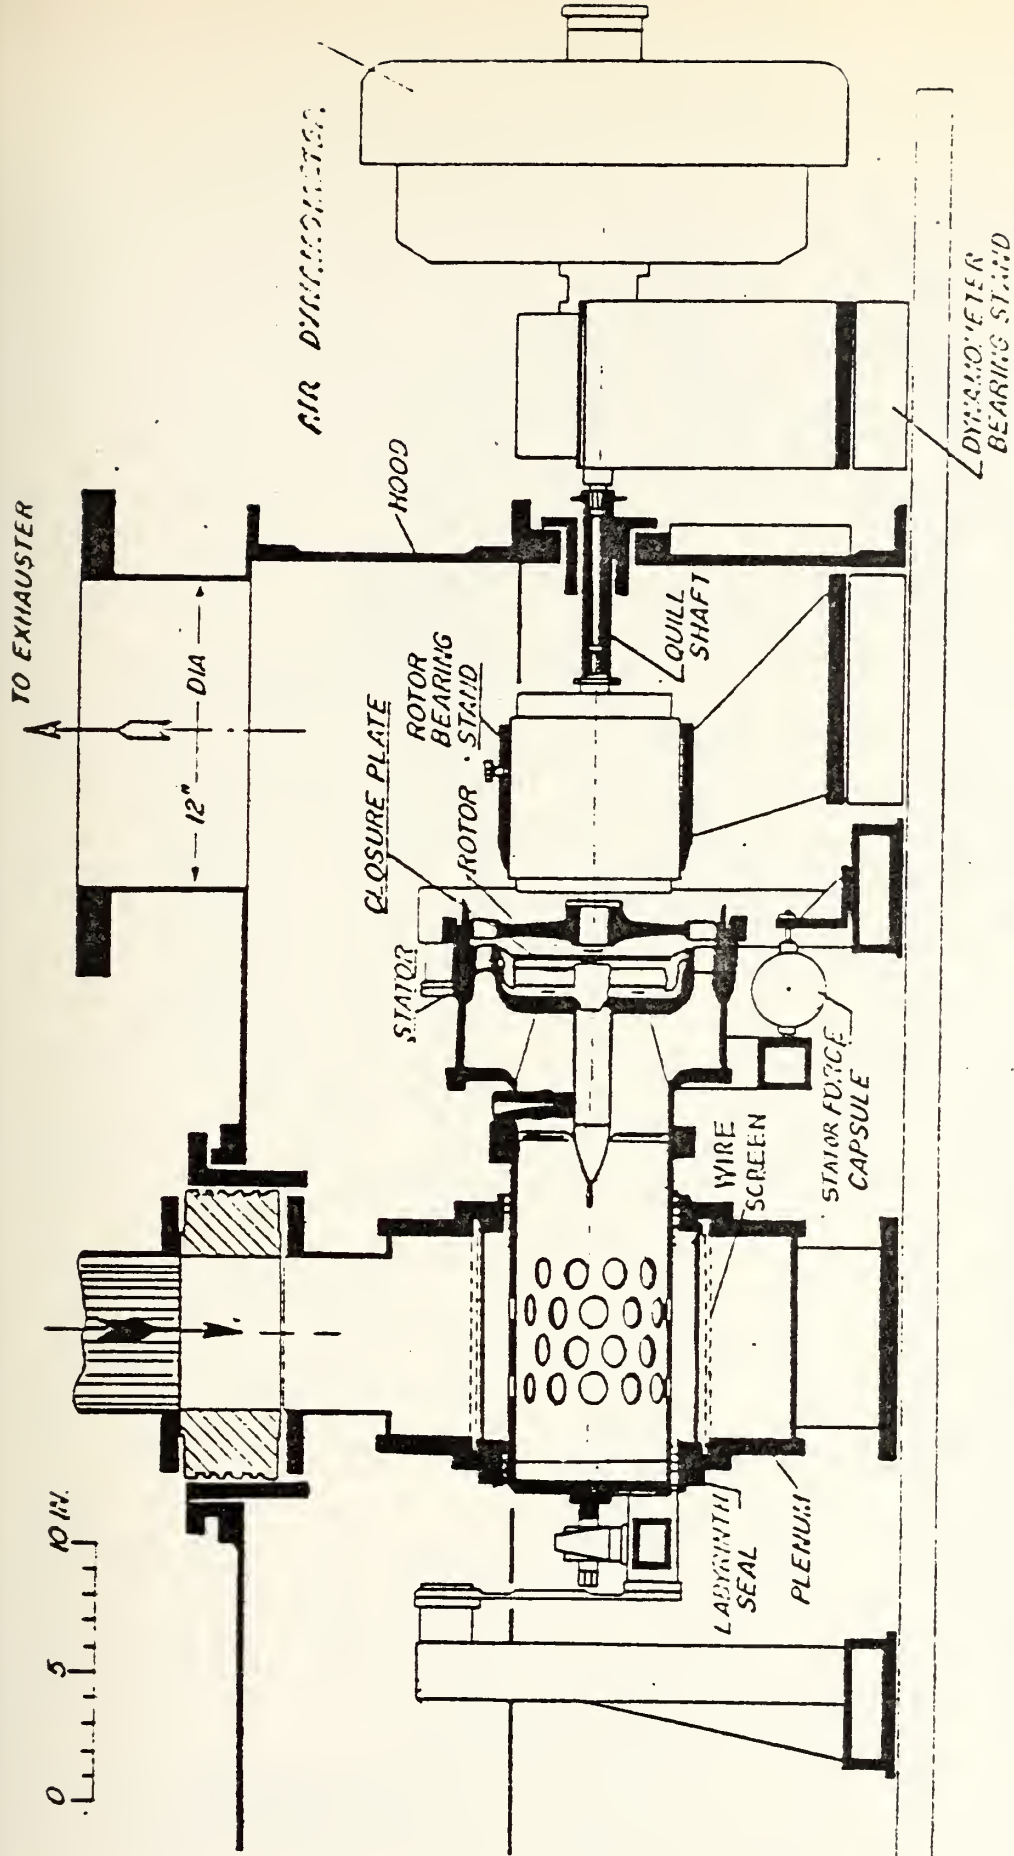 TO EXHAUSTER
12" DIA
AIR DYNAMOMETER
HOOD
CLOSURE PLATE
ROTOR
BEARING
STAND
ROTOR
STATOR
QUILL
SHAFT
DYNAMOMETER
BEARING STAND
0 5 10 IN.
WIRE
SCREEN
STATOR FORCE
CAPSULE
LABYRINTH
SEAL
PLENUM